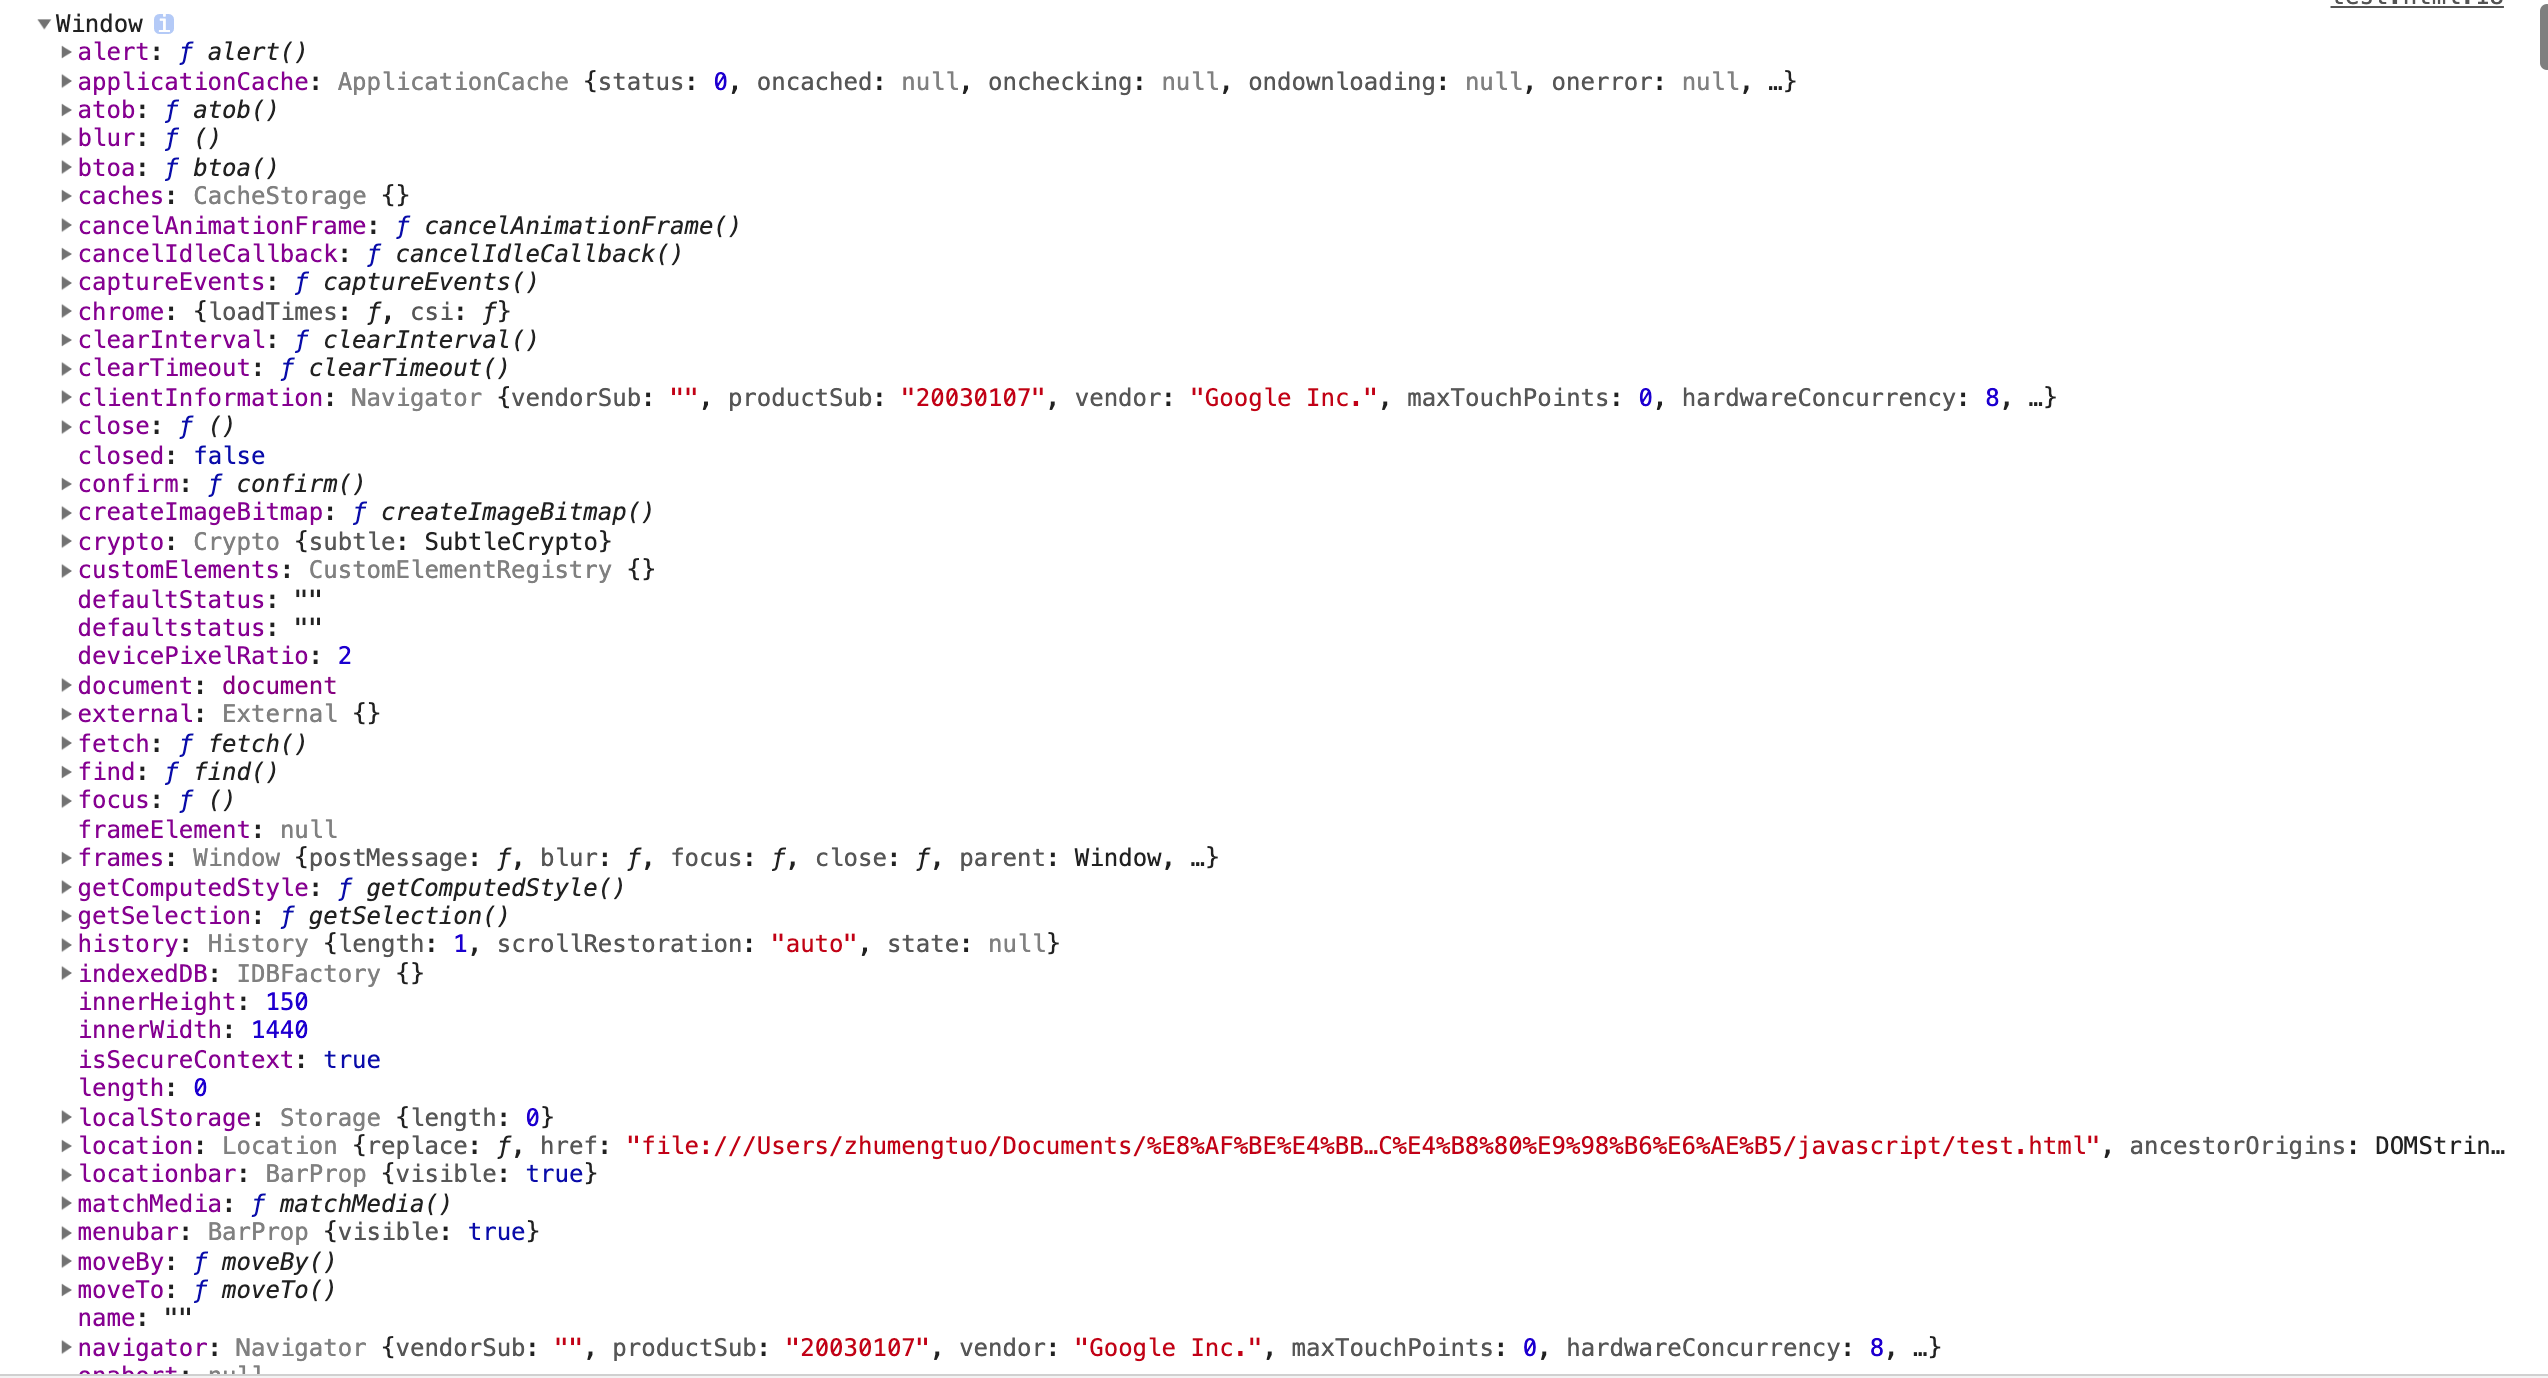 Window i
alert: ƒ alert()
applicationCache: ApplicationCache {status: 0, oncached: null, onchecking: null, ondownloading: null, onerror: null, …}
atob: ƒ atob()
blur: ƒ ()
btoa: ƒ btoa()
caches: CacheStorage {}
cancelAnimationFrame: ƒ cancelAnimationFrame()
cancelIdleCallback: ƒ cancelIdleCallback()
captureEvents: ƒ captureEvents()
chrome: {loadTimes: ƒ, csi: ƒ}
clearInterval: ƒ clearInterval()
clearTimeout: ƒ clearTimeout()
clientInformation: Navigator {vendorSub: "", productSub: "20030107", vendor: "Google Inc.", maxTouchPoints: 0, hardwareConcurrency: 8, …}
close: ƒ ()
closed: false
confirm: ƒ confirm()
createImageBitmap: ƒ createImageBitmap()
crypto: Crypto {subtle: SubtleCrypto}
customElements: CustomElementRegistry {}
defaultStatus: ""
defaultstatus: ""
devicePixelRatio: 2
document: document
external: External {}
fetch: ƒ fetch()
find: ƒ find()
focus: ƒ ()
frameElement: null
frames: Window {postMessage: ƒ, blur: ƒ, focus: ƒ, close: ƒ, parent: Window, …}
getComputedStyle: ƒ getComputedStyle()
getSelection: ƒ getSelection()
history: History {length: 1, scrollRestoration: "auto", state: null}
indexedDB: IDBFactory {}
innerHeight: 150
innerWidth: 1440
isSecureContext: true
length: 0
localStorage: Storage {length: 0}
location: Location {replace: ƒ, href: "file:///Users/zhumengtuo/Documents/%E8%AF%BE%E4%BB…C%E4%B8%80%E9%98%B6%E6%AE%B5/javascript/test.html", ancestorOrigins: DOMStrin…
locationbar: BarProp {visible: true}
matchMedia: ƒ matchMedia()
menubar: BarProp {visible: true}
moveBy: ƒ moveBy()
moveTo: ƒ moveTo()
name: ""
navigator: Navigator {vendorSub: "", productSub: "20030107", vendor: "Google Inc.", maxTouchPoints: 0, hardwareConcurrency: 8, …}